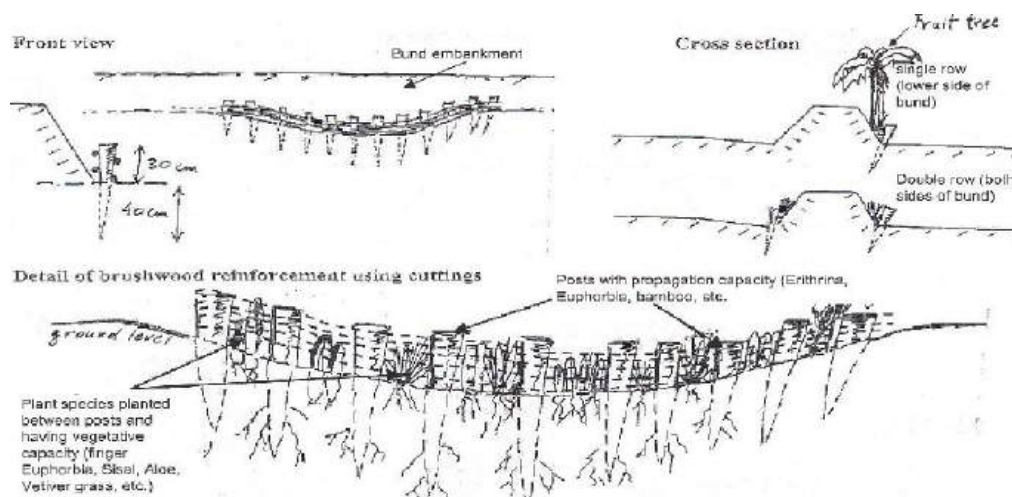 Front view
Bund embankment
30 cm
40 cm
Cross section
Fruit tree
single row
(lower side of
bund)
Double row (both
sides of bund)
Detail of brushwood reinforcement using cuttings
Posts with propagation capacity (Erithrina,
Euphorbia, bamboo, etc.
ground level
Plant species planted
between posts and
having vegetative
capacity (finger
Euphorbia, Sisal, Aloe,
Vetiver grass, etc.)